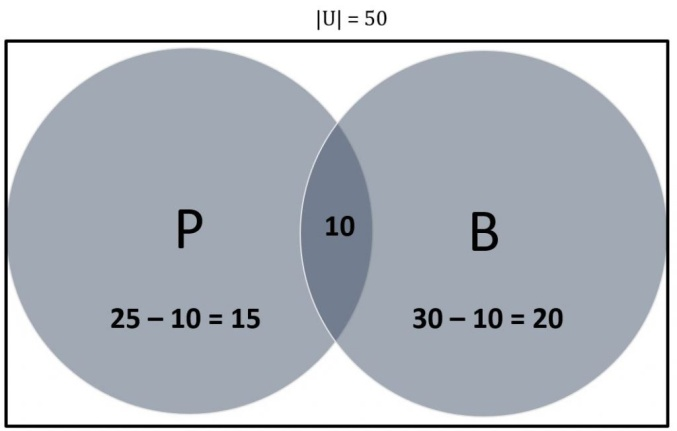 |U| = 50
P
10
B
25 – 10 = 15
30 – 10 = 20